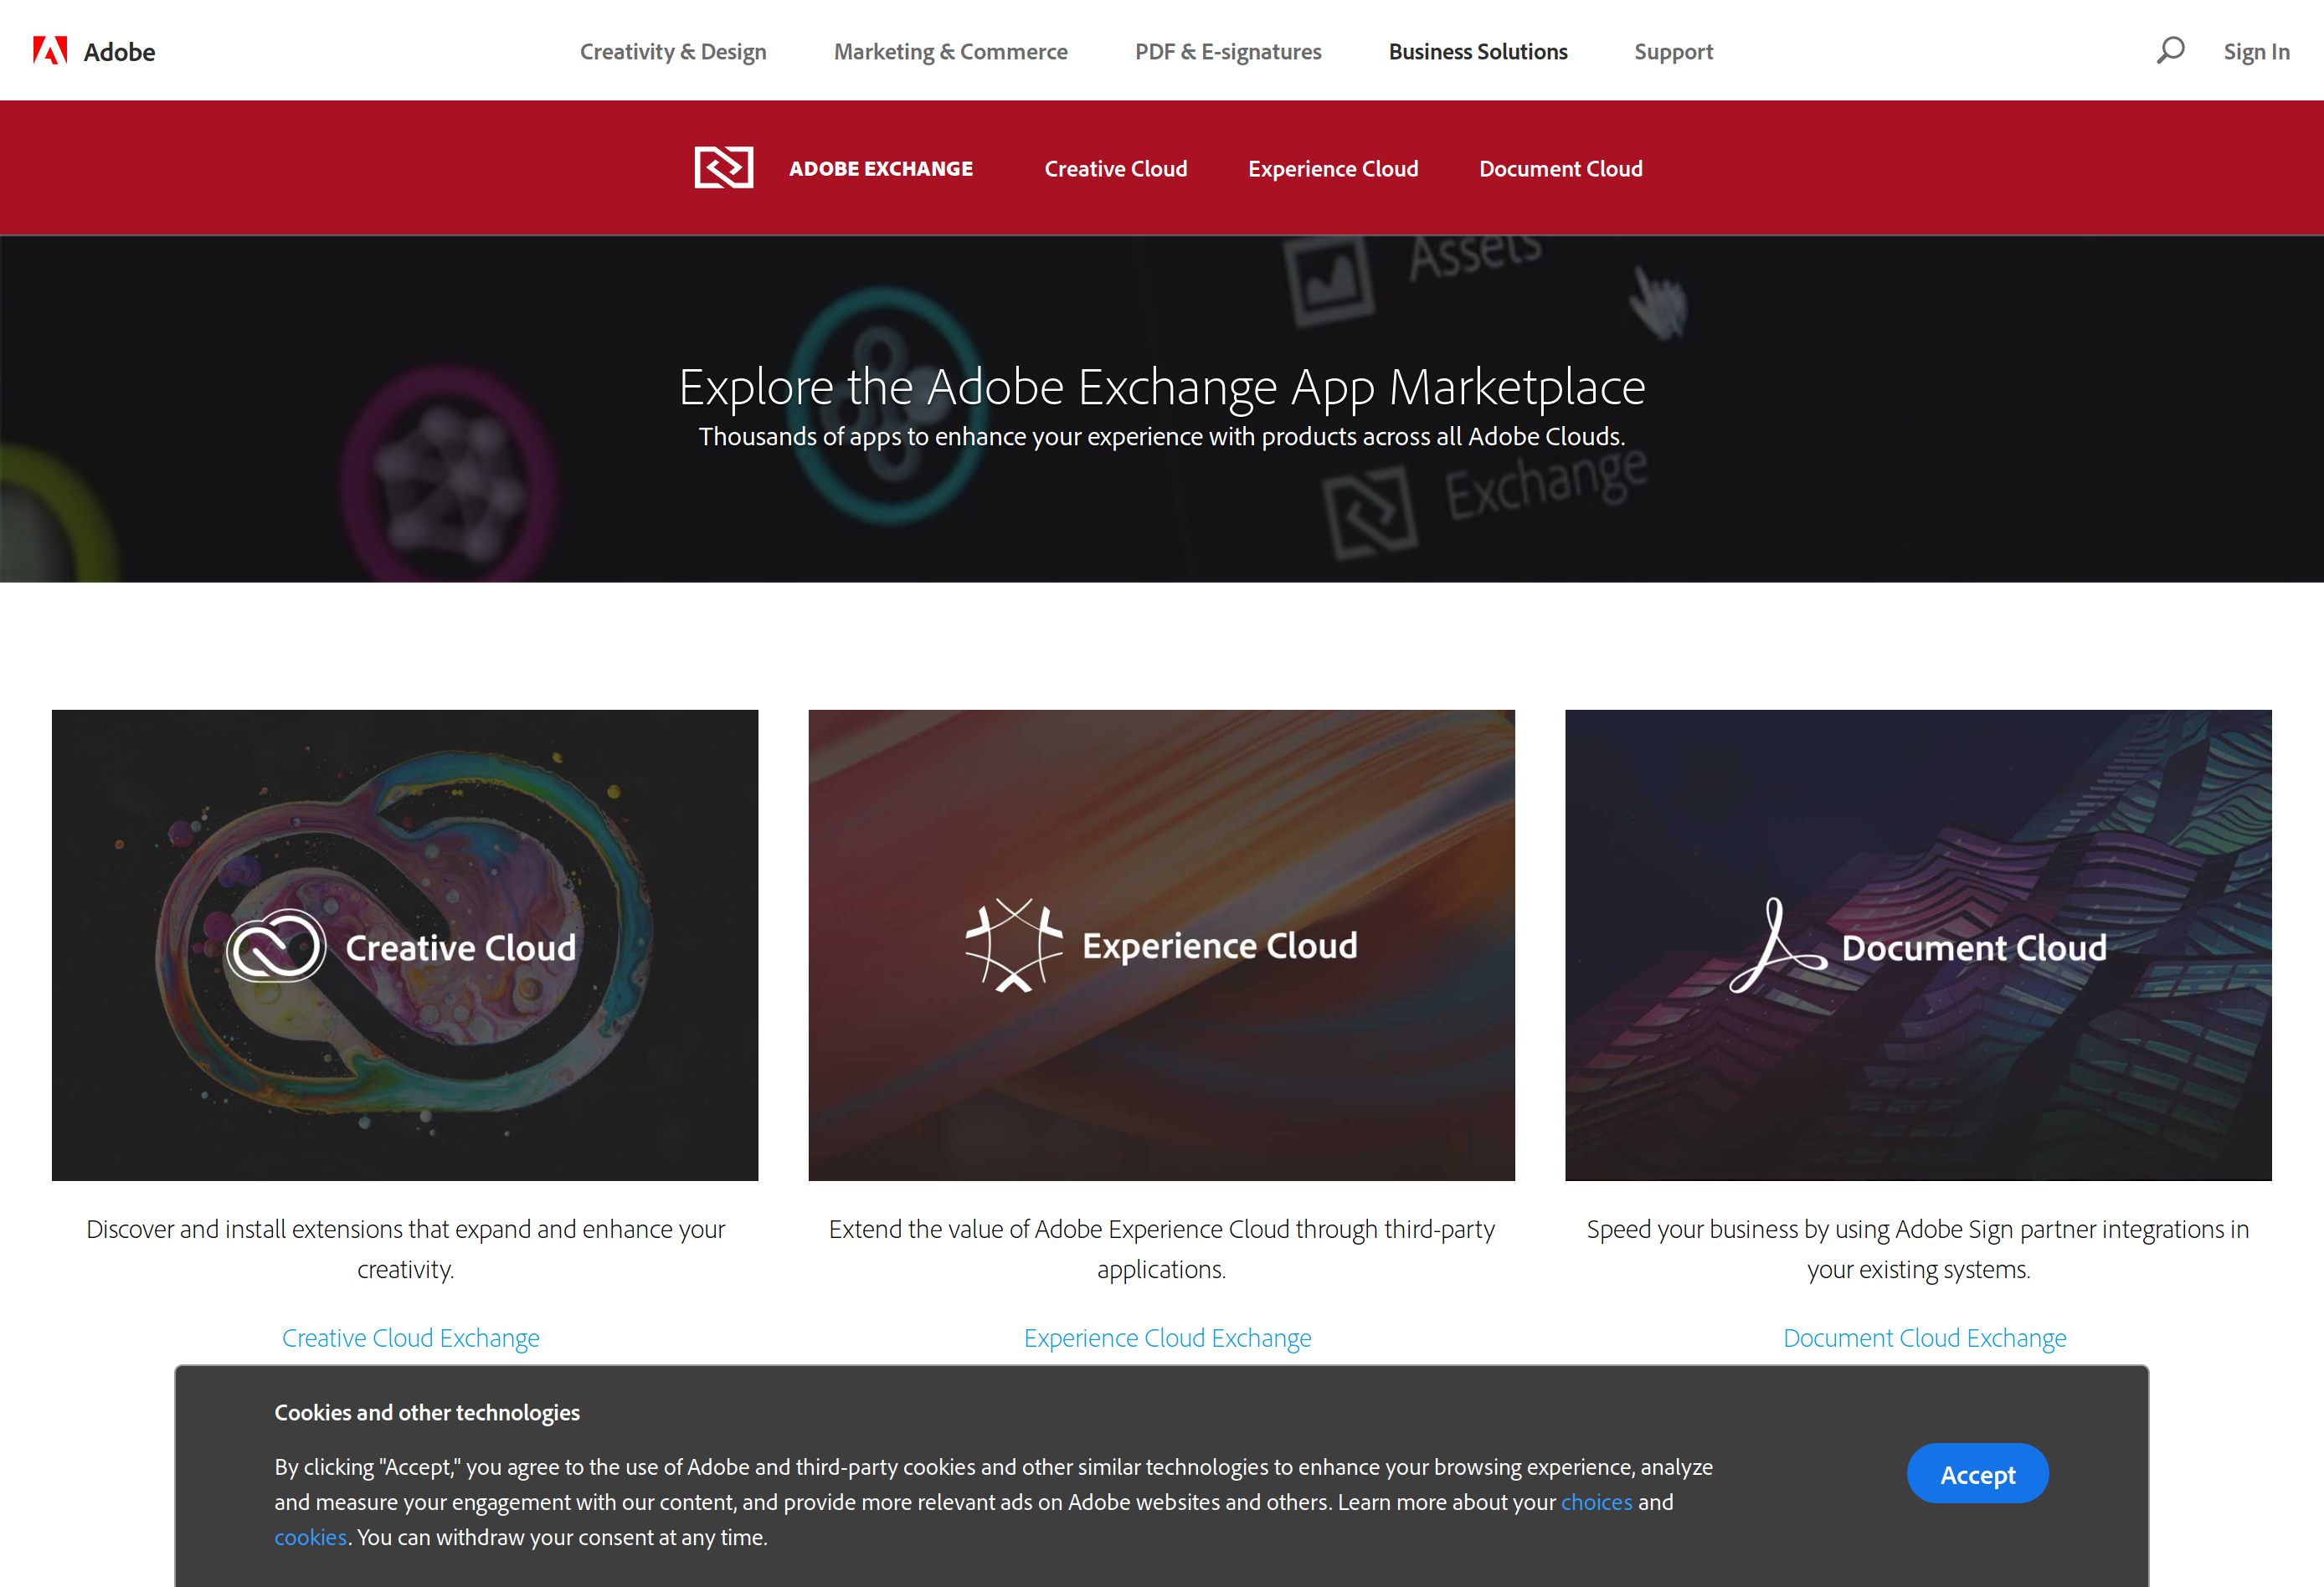 Adobe
Creativity & Design
Marketing & Commerce
PDF & E-signatures
Business Solutions
Support
Sign In
ADOBE EXCHANGE
Creative Cloud
Experience Cloud
Document Cloud
Assets
Explore the Adobe Exchange App Marketplace
Thousands of apps to enhance your experience with products across all Adobe Clouds.
Exchange
Creative Cloud
Experience Cloud
Document Cloud
Discover and install extensions that expand and enhance your
creativity.
Extend the value of Adobe Experience Cloud through third-party
applications.
Speed your business by using Adobe Sign partner integrations in
your existing systems.
Creative Cloud Exchange
Experience Cloud Exchange
Document Cloud Exchange
Cookies and other technologies
By clicking "Accept," you agree to the use of Adobe and third-party cookies and other similar technologies to enhance your browsing experience, analyze
and measure your engagement with our content, and provide more relevant ads on Adobe websites and others. Learn more about your choices and
cookies. You can withdraw your consent at any time.
Accept